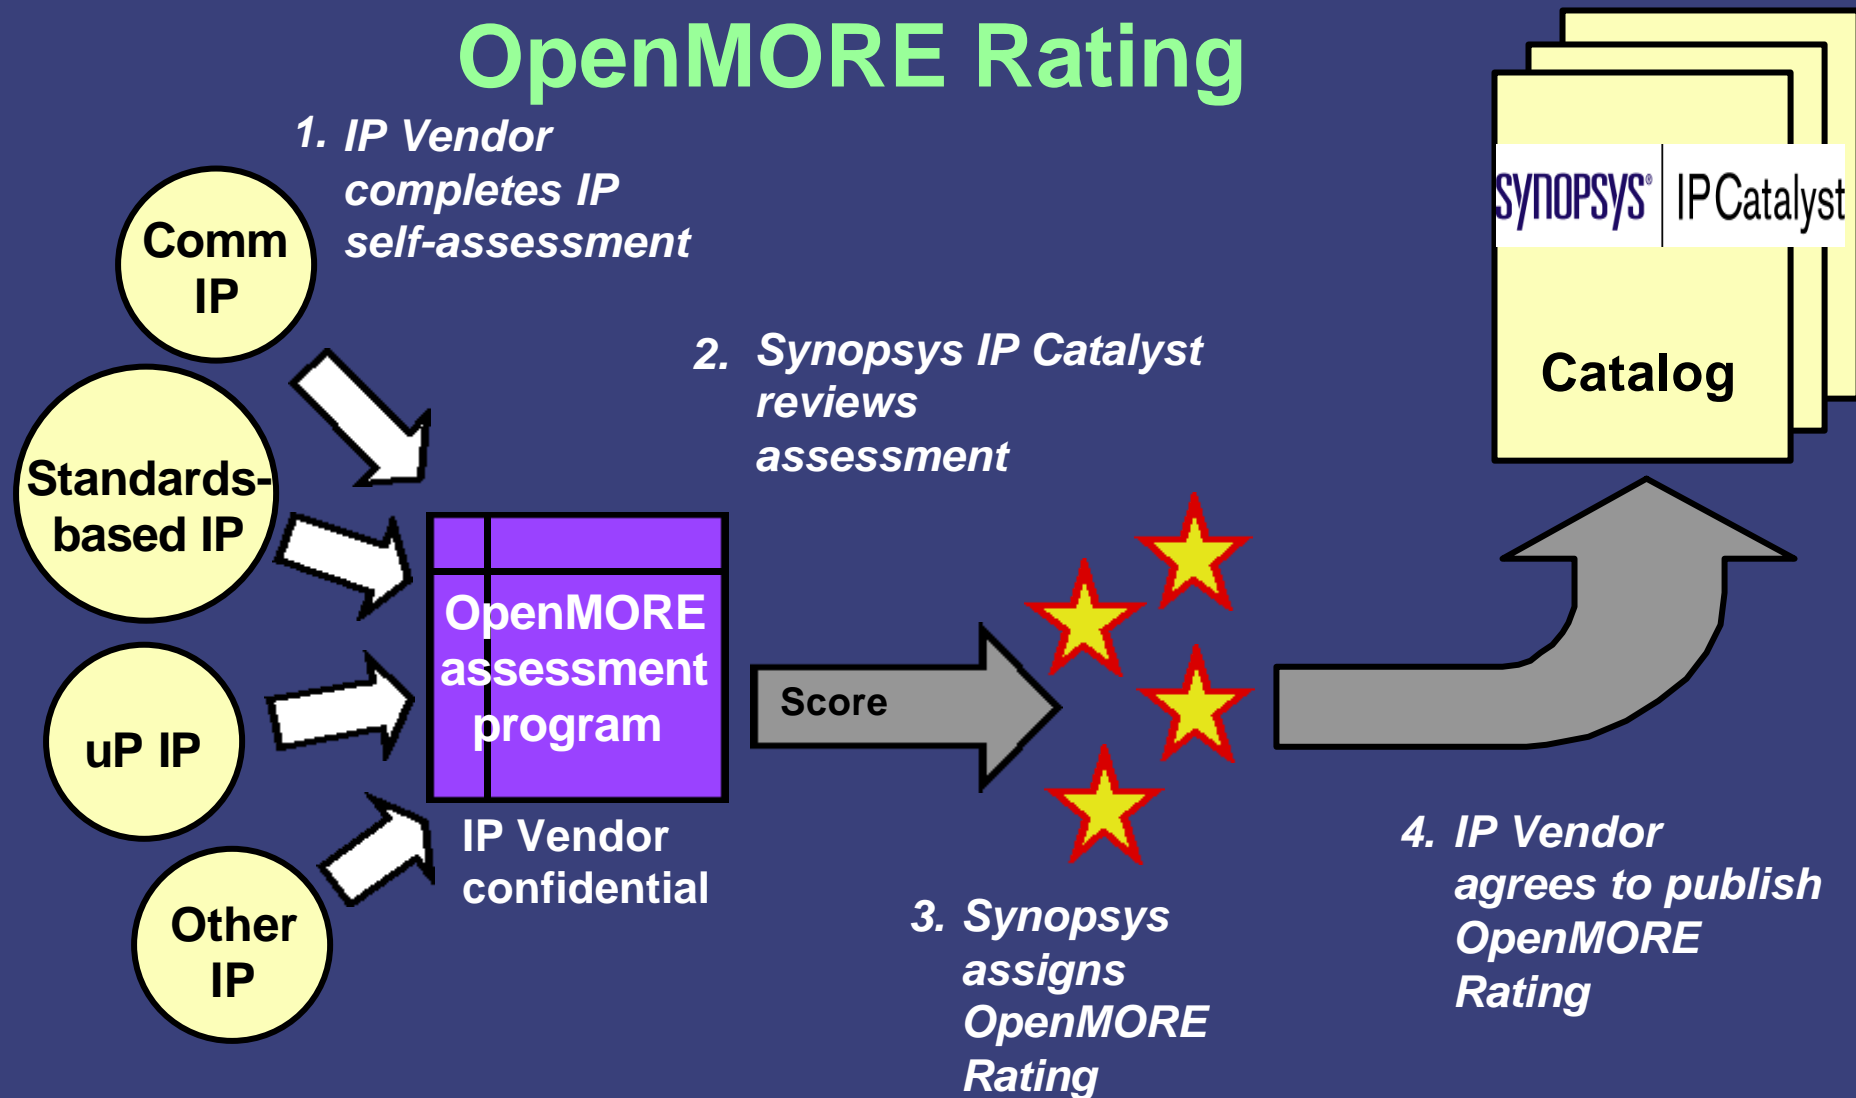 OpenMORE Rating
1. IP Vendor
completes IP
self-assessment
Comm
IP
Standards-
based IP
uP IP
Other
IP
OpenMORE
assessment
program
IP Vendor
confidential
2. Synopsys IP Catalyst
reviews
assessment
Score
3. Synopsys
assigns
OpenMORE
Rating
4. IP Vendor
agrees to publish
OpenMORE
Rating
SYNOPSYS® IPCatalyst
Catalog